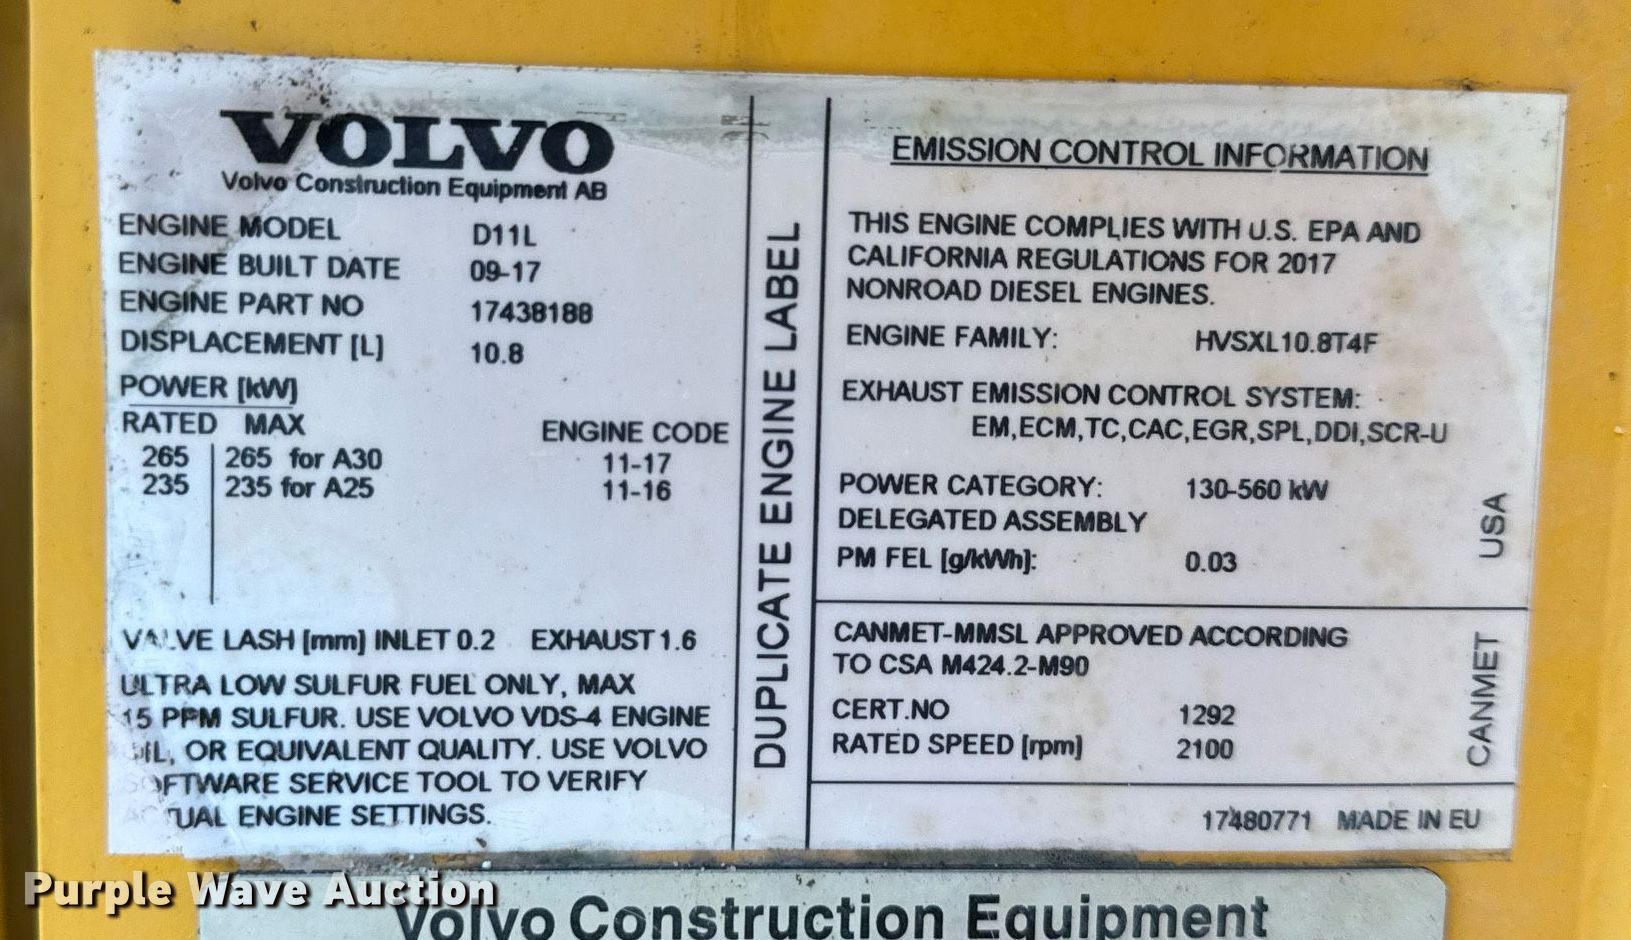 VOLVO
Volvo Construction Equipment AB
ENGINE MODEL D11L
ENGINE BUILT DATE 09-17
ENGINE PART NO 17438188
DISPLACEMENT [L] 10.8
POWER [kW]
RATED MAX ENGINE CODE
265 265 for A30 11-17
235 235 for A25 11-16
VALVE LASH [mm] INLET 0.2 EXHAUST 1.6
ULTRA LOW SULFUR FUEL ONLY, MAX
15 PPM SULFUR. USE VOLVO VDS-4 ENGINE
OIL, OR EQUIVALENT QUALITY. USE VOLVO
SOFTWARE SERVICE TOOL TO VERIFY
ACTUAL ENGINE SETTINGS.
DUPLICATE ENGINE LABEL
EMISSION CONTROL INFORMATION
THIS ENGINE COMPLIES WITH U.S. EPA AND
CALIFORNIA REGULATIONS FOR 2017
NONROAD DIESEL ENGINES.
ENGINE FAMILY: HVSXL10.8T4F
EXHAUST EMISSION CONTROL SYSTEM:
EM,ECM,TC,CAC,EGR,SPL,DDI,SCR-U
POWER CATEGORY: 130-560 kW
DELEGATED ASSEMBLY
PM FEL [g/kWh]: 0.03
USA
CANMET-MMSL APPROVED ACCORDING
TO CSA M424.2-M90
CERT.NO 1292
RATED SPEED [rpm] 2100
CANMET
17480771 MADE IN EU
Purple Wave Auction
Volvo Construction Equipment